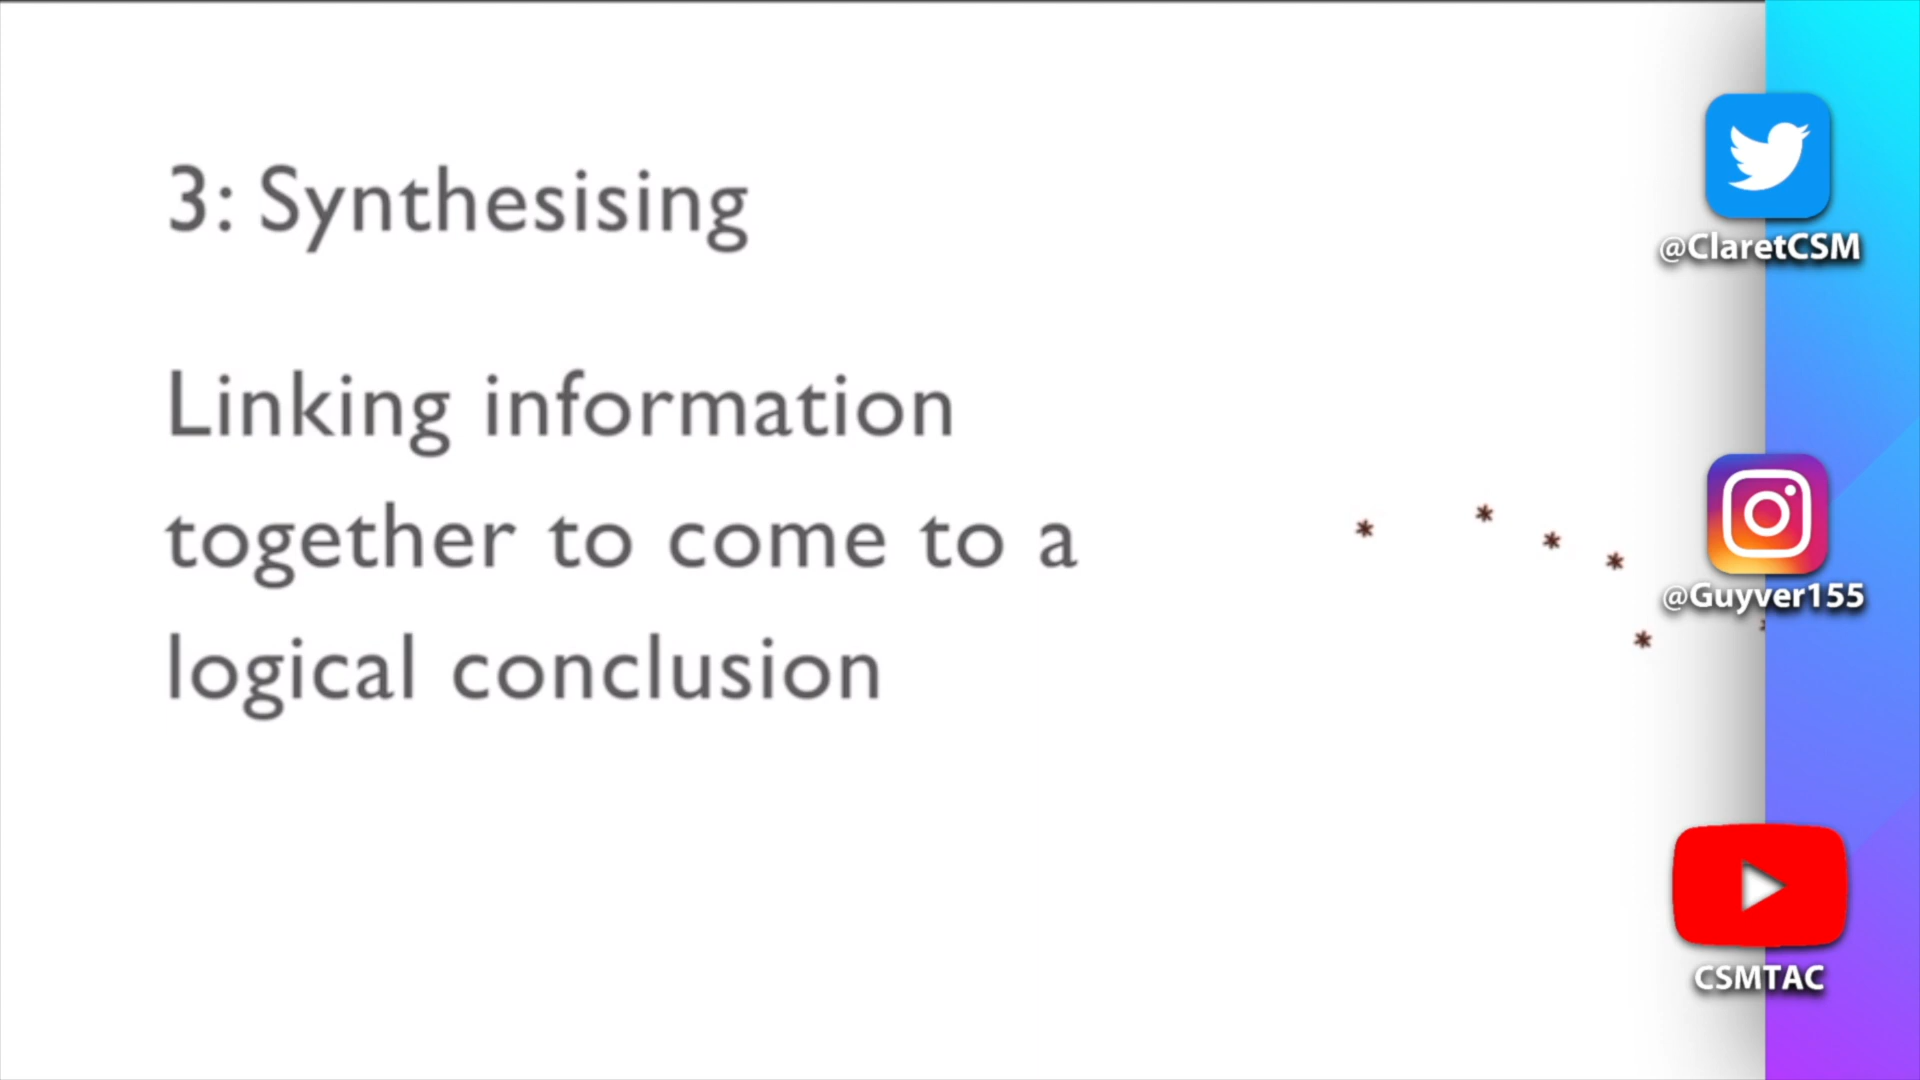 3: Synthesising
Linking information
together to come to a
logical conclusion
@ClaretCSM
@Guyver155
CSMTAC